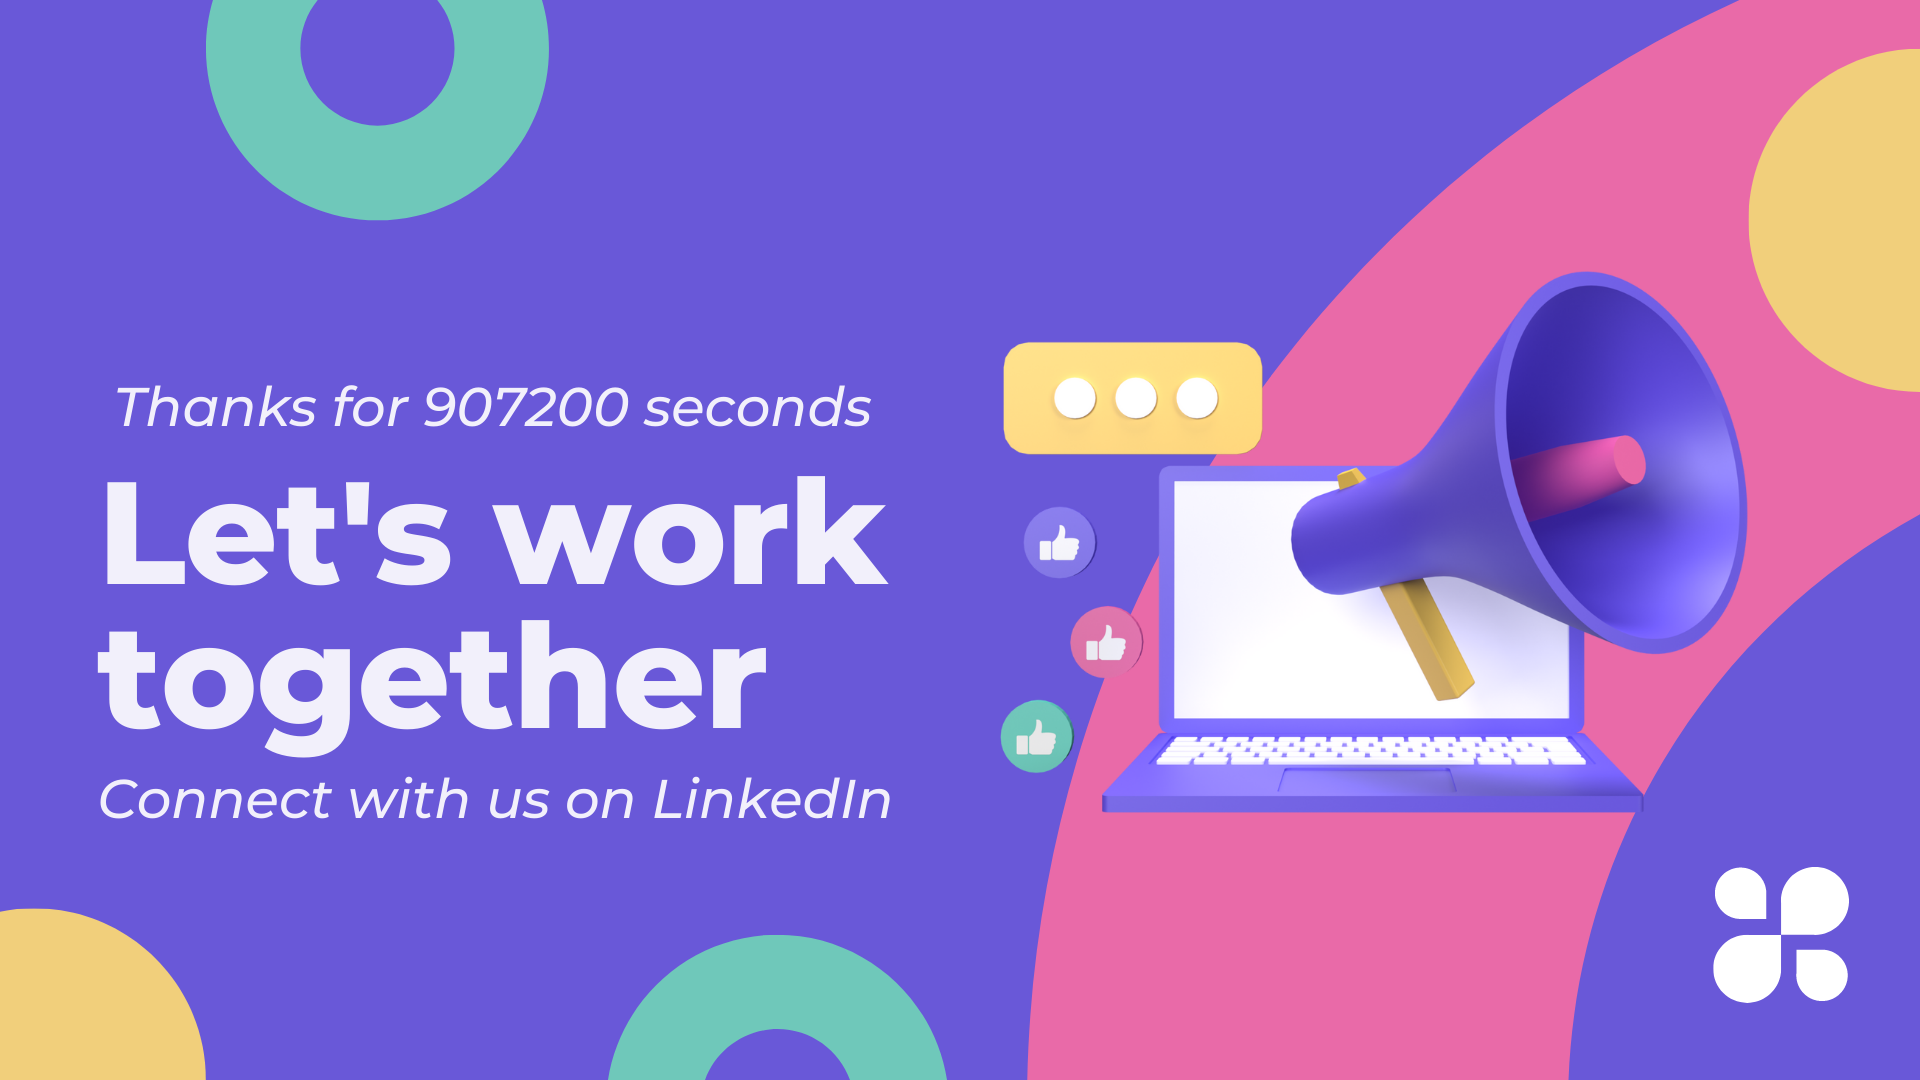 Thanks for 907200 seconds
Let's work
together
Connect with us on LinkedIn